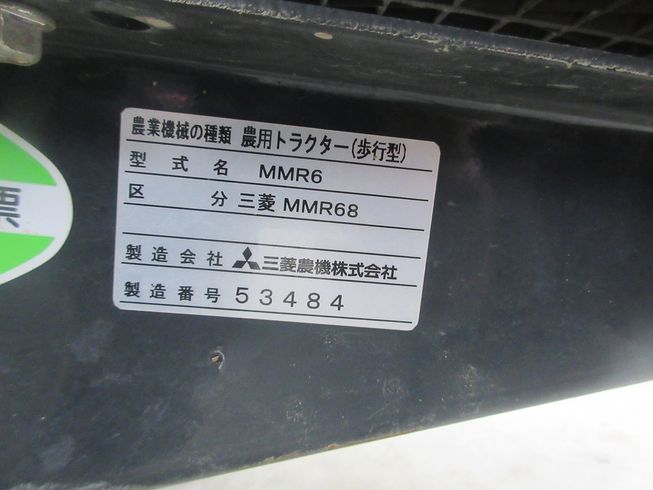 農業機械の種類 農用トラクター(歩行型)
型式名 MMR6
区分 三菱 MMR68
製造会社 三菱農機株式会社
製造番号 53484
票